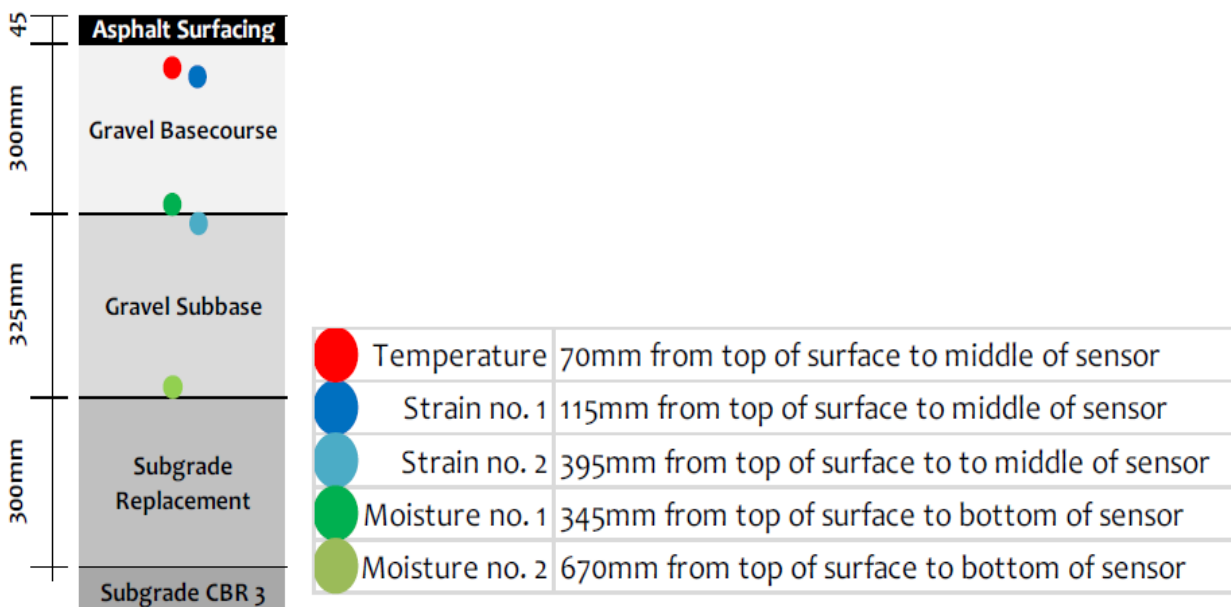 45
Asphalt Surfacing
300mm
Gravel Basecourse
325mm
Gravel Subbase
300mm
Subgrade
Replacement
Subgrade CBR 3
Temperature 70mm from top of surface to middle of sensor
Strain no. 1 115mm from top of surface to middle of sensor
Strain no. 2 395mm from top of surface to to middle of sensor
Moisture no. 1 345mm from top of surface to bottom of sensor
Moisture no. 2 670mm from top of surface to bottom of sensor